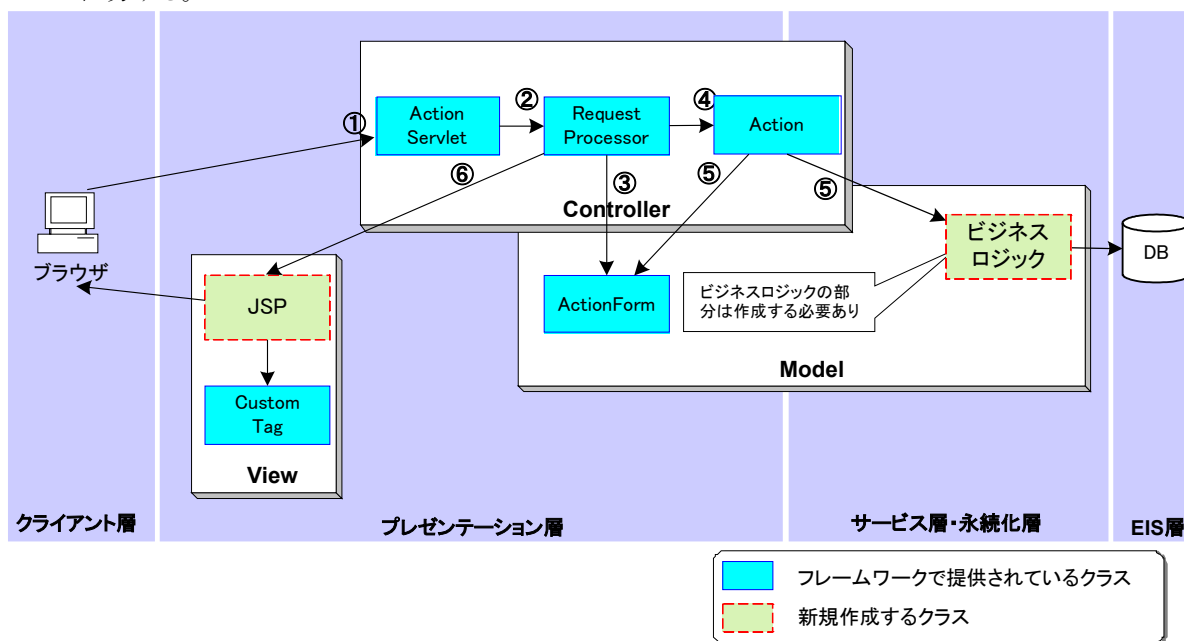 ①
Action
Servlet
②
Request
Processor
④
Action
⑥
③
⑤
⑤
Controller
ブラウザ
JSP
Custom
Tag
View
ActionForm
ビジネスロジックの部
分は作成する必要あり
ビジネス
ロジック
Model
DB
クライアント層
プレゼンテーション層
サービス層・永続化層
EIS層
フレームワークで提供されているクラス
新規作成するクラス